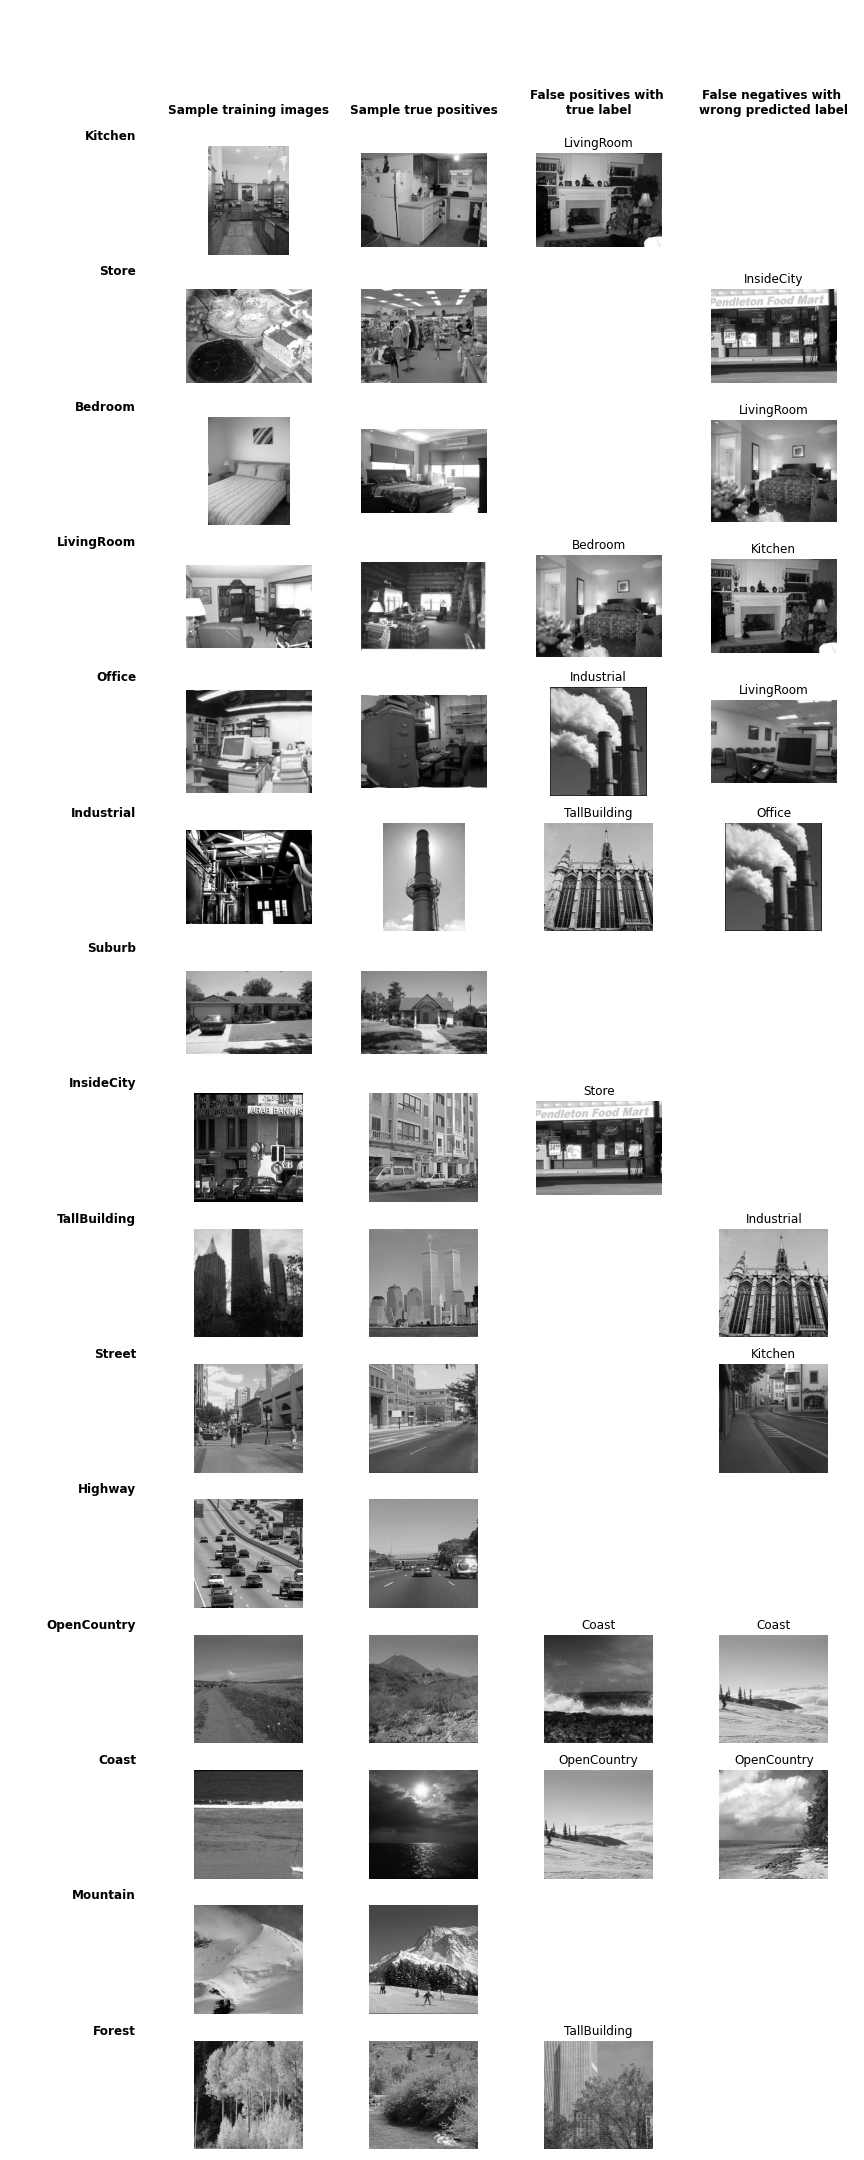 Sample training images
Sample true positives
False positives with
true label
False negatives with
wrong predicted label
Kitchen
LivingRoom
Store
InsideCity
Pendleton Food Mart
Bedroom
LivingRoom
LivingRoom
Bedroom
Kitchen
Office
Industrial
LivingRoom
Industrial
TallBuilding
Office
Suburb
InsideCity
Store
ARAB BANK
Pendleton Food Mart
TallBuilding
Industrial
Street
Kitchen
Highway
OpenCountry
Coast
Coast
Coast
OpenCountry
OpenCountry
Mountain
Forest
TallBuilding